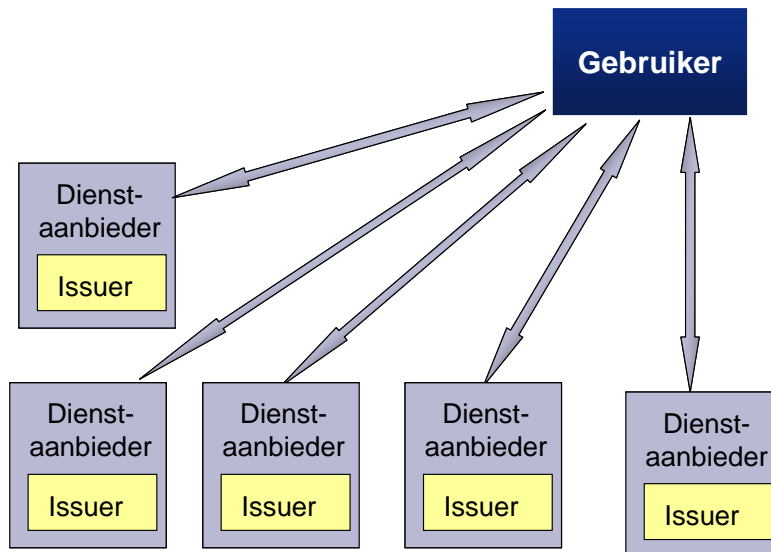 Gebruiker
Dienst-
aanbieder
Issuer
Dienst-
aanbieder
Issuer
Dienst-
aanbieder
Issuer
Dienst-
aanbieder
Issuer
Dienst-
aanbieder
Issuer